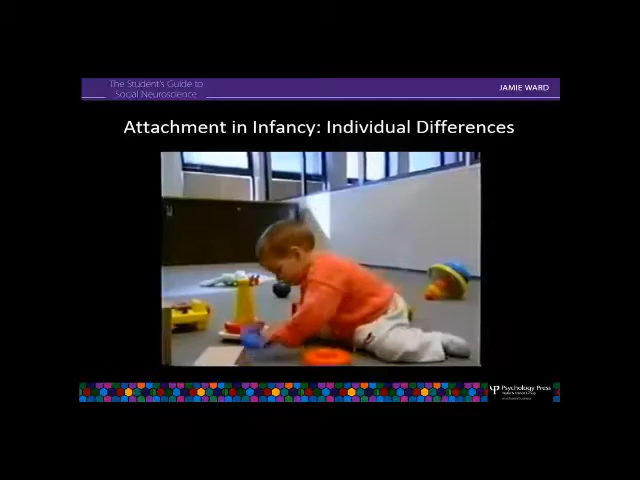 The Student's Guide to
Social Neuroscience
JAMIE WARD
Attachment in Infancy: Individual Differences
Psychology Press